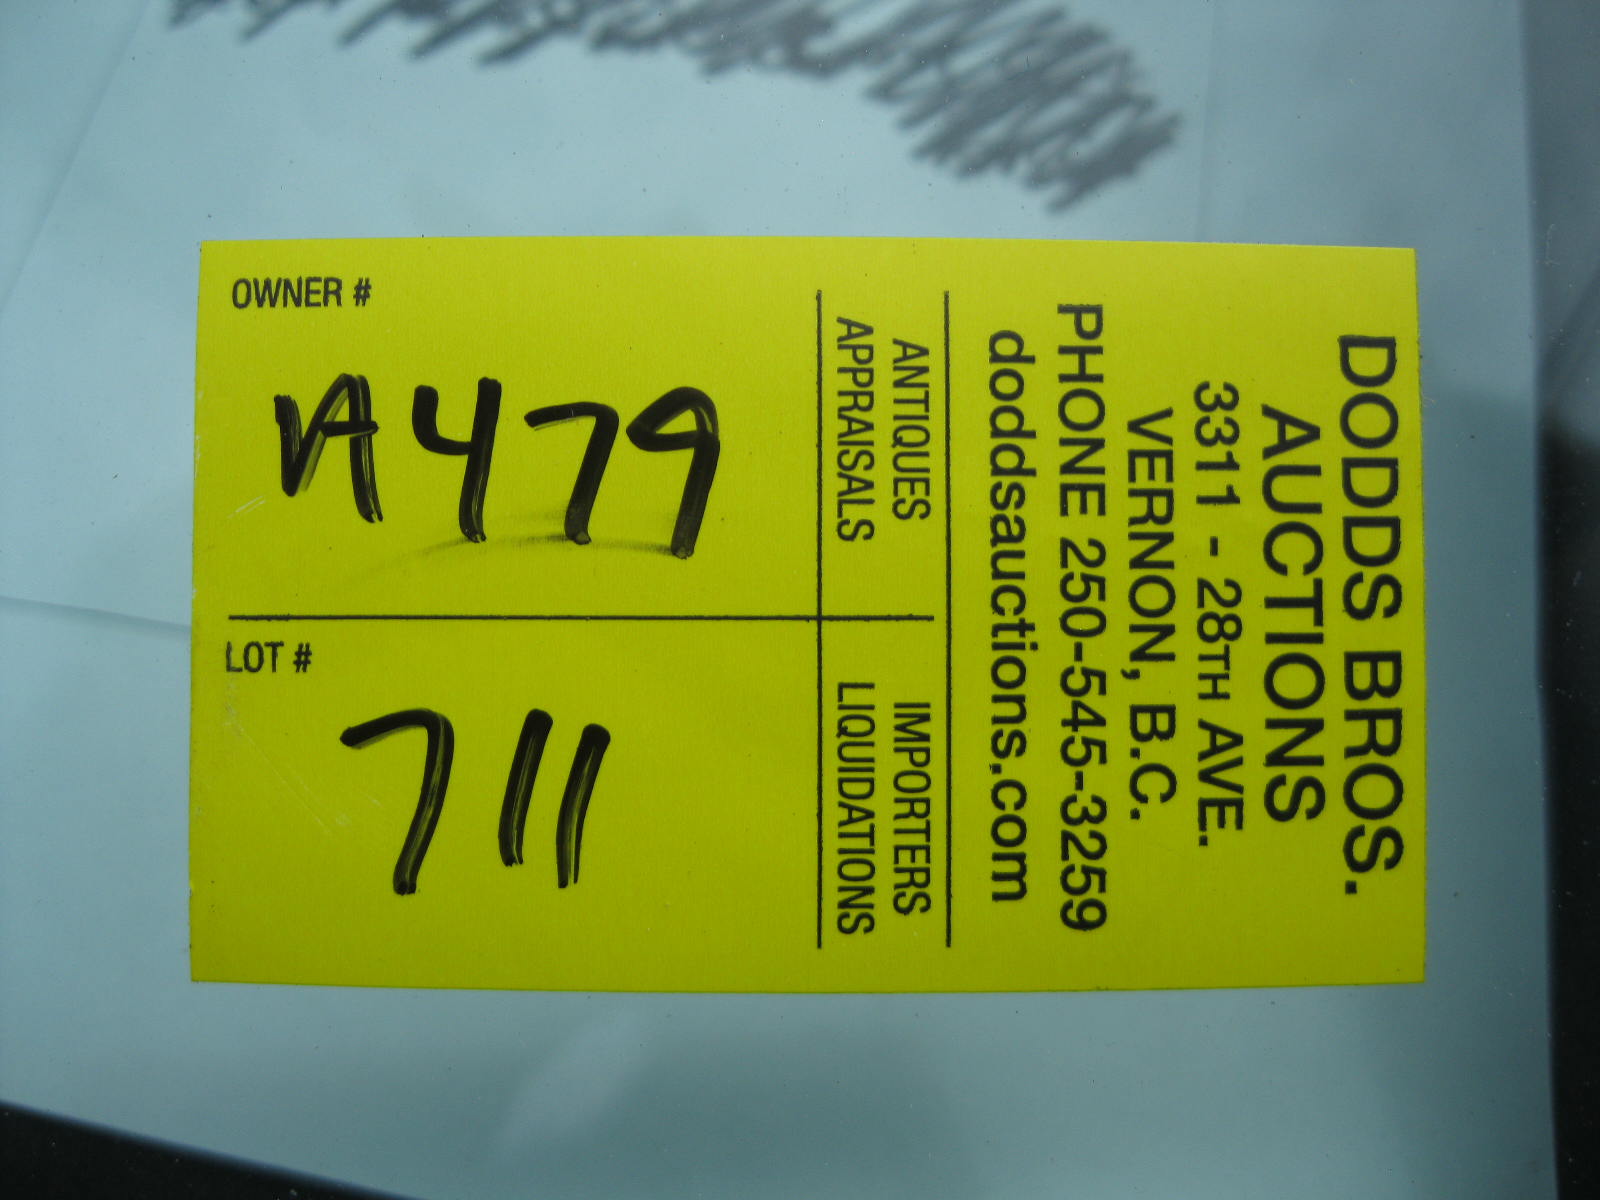 DODDS BROS.
AUCTIONS
3311 - 28TH AVE.
VERNON, B.C.
PHONE 250-545-3259
doddsauctions.com
ANTIQUES
APPRAISALS
IMPORTERS
LIQUIDATIONS
OWNER #
A479
LOT #
711